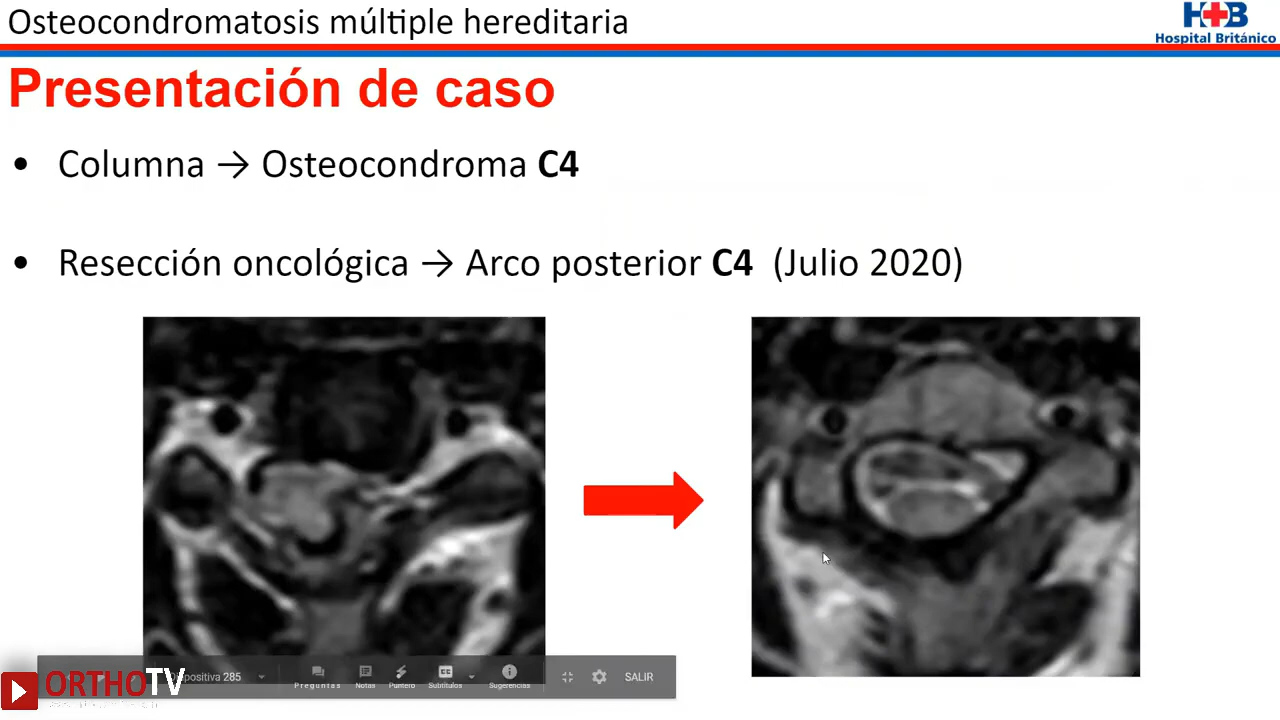 Osteocondromatosis múltiple hereditaria
H+B
Hospital Británico
Presentación de caso
• Columna → Osteocondroma C4
• Resección oncológica → Arco posterior C4 (Julio 2020)
ORTHOTV
Diapositiva 285
Preguntas
Notas
Puntero
Subtítulos
Sugerencias
SALIR